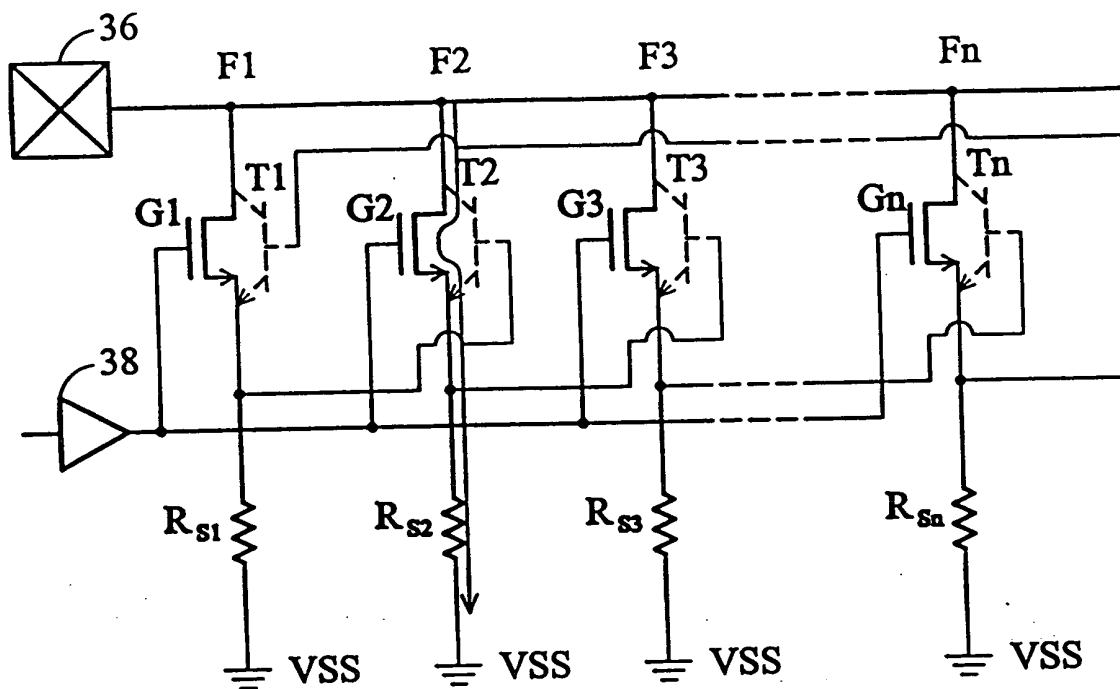 36
F1 F2 F3 Fn
T1 T2 T3 Tn
G1 G2 G3 Gn
38
RS1 RS2 RS3 RSn
VSS VSS VSS VSS